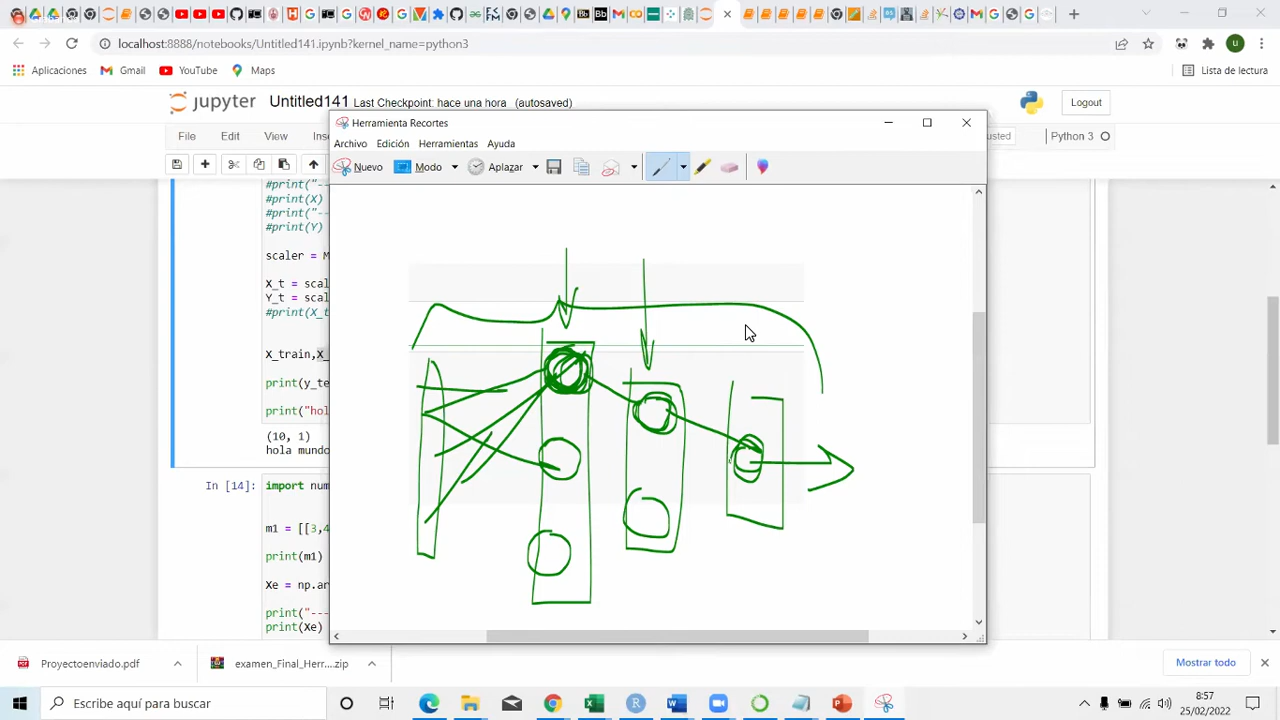 localhost:8888/notebooks/Untitled141.ipynb?kernel_name=python3
Aplicaciones
Gmail
YouTube
Maps
Lista de lectura
jupyter
Untitled141
Last Checkpoint: hace una hora (autosaved)
Logout
File
Edit
View
Python 3
Herramienta Recortes
Archivo
Edición
Herramientas
Ayuda
Nuevo
Modo
Aplazar
#print(X)
#print(Y)
scaler = M
X_t = scal
Y_t = scal
#print(X_t
X_train,X_
print(y_te
print("hol
(10, 1)
hola mundo
In [14]:
import num
m1 = [[3,4
print(m1)
Xe = np.ar
print("---
print(Xe)
Proyectoenviado.pdf
examen_Final_Herr....zip
Mostrar todo
Escribe aquí para buscar
8:57
25/02/2022